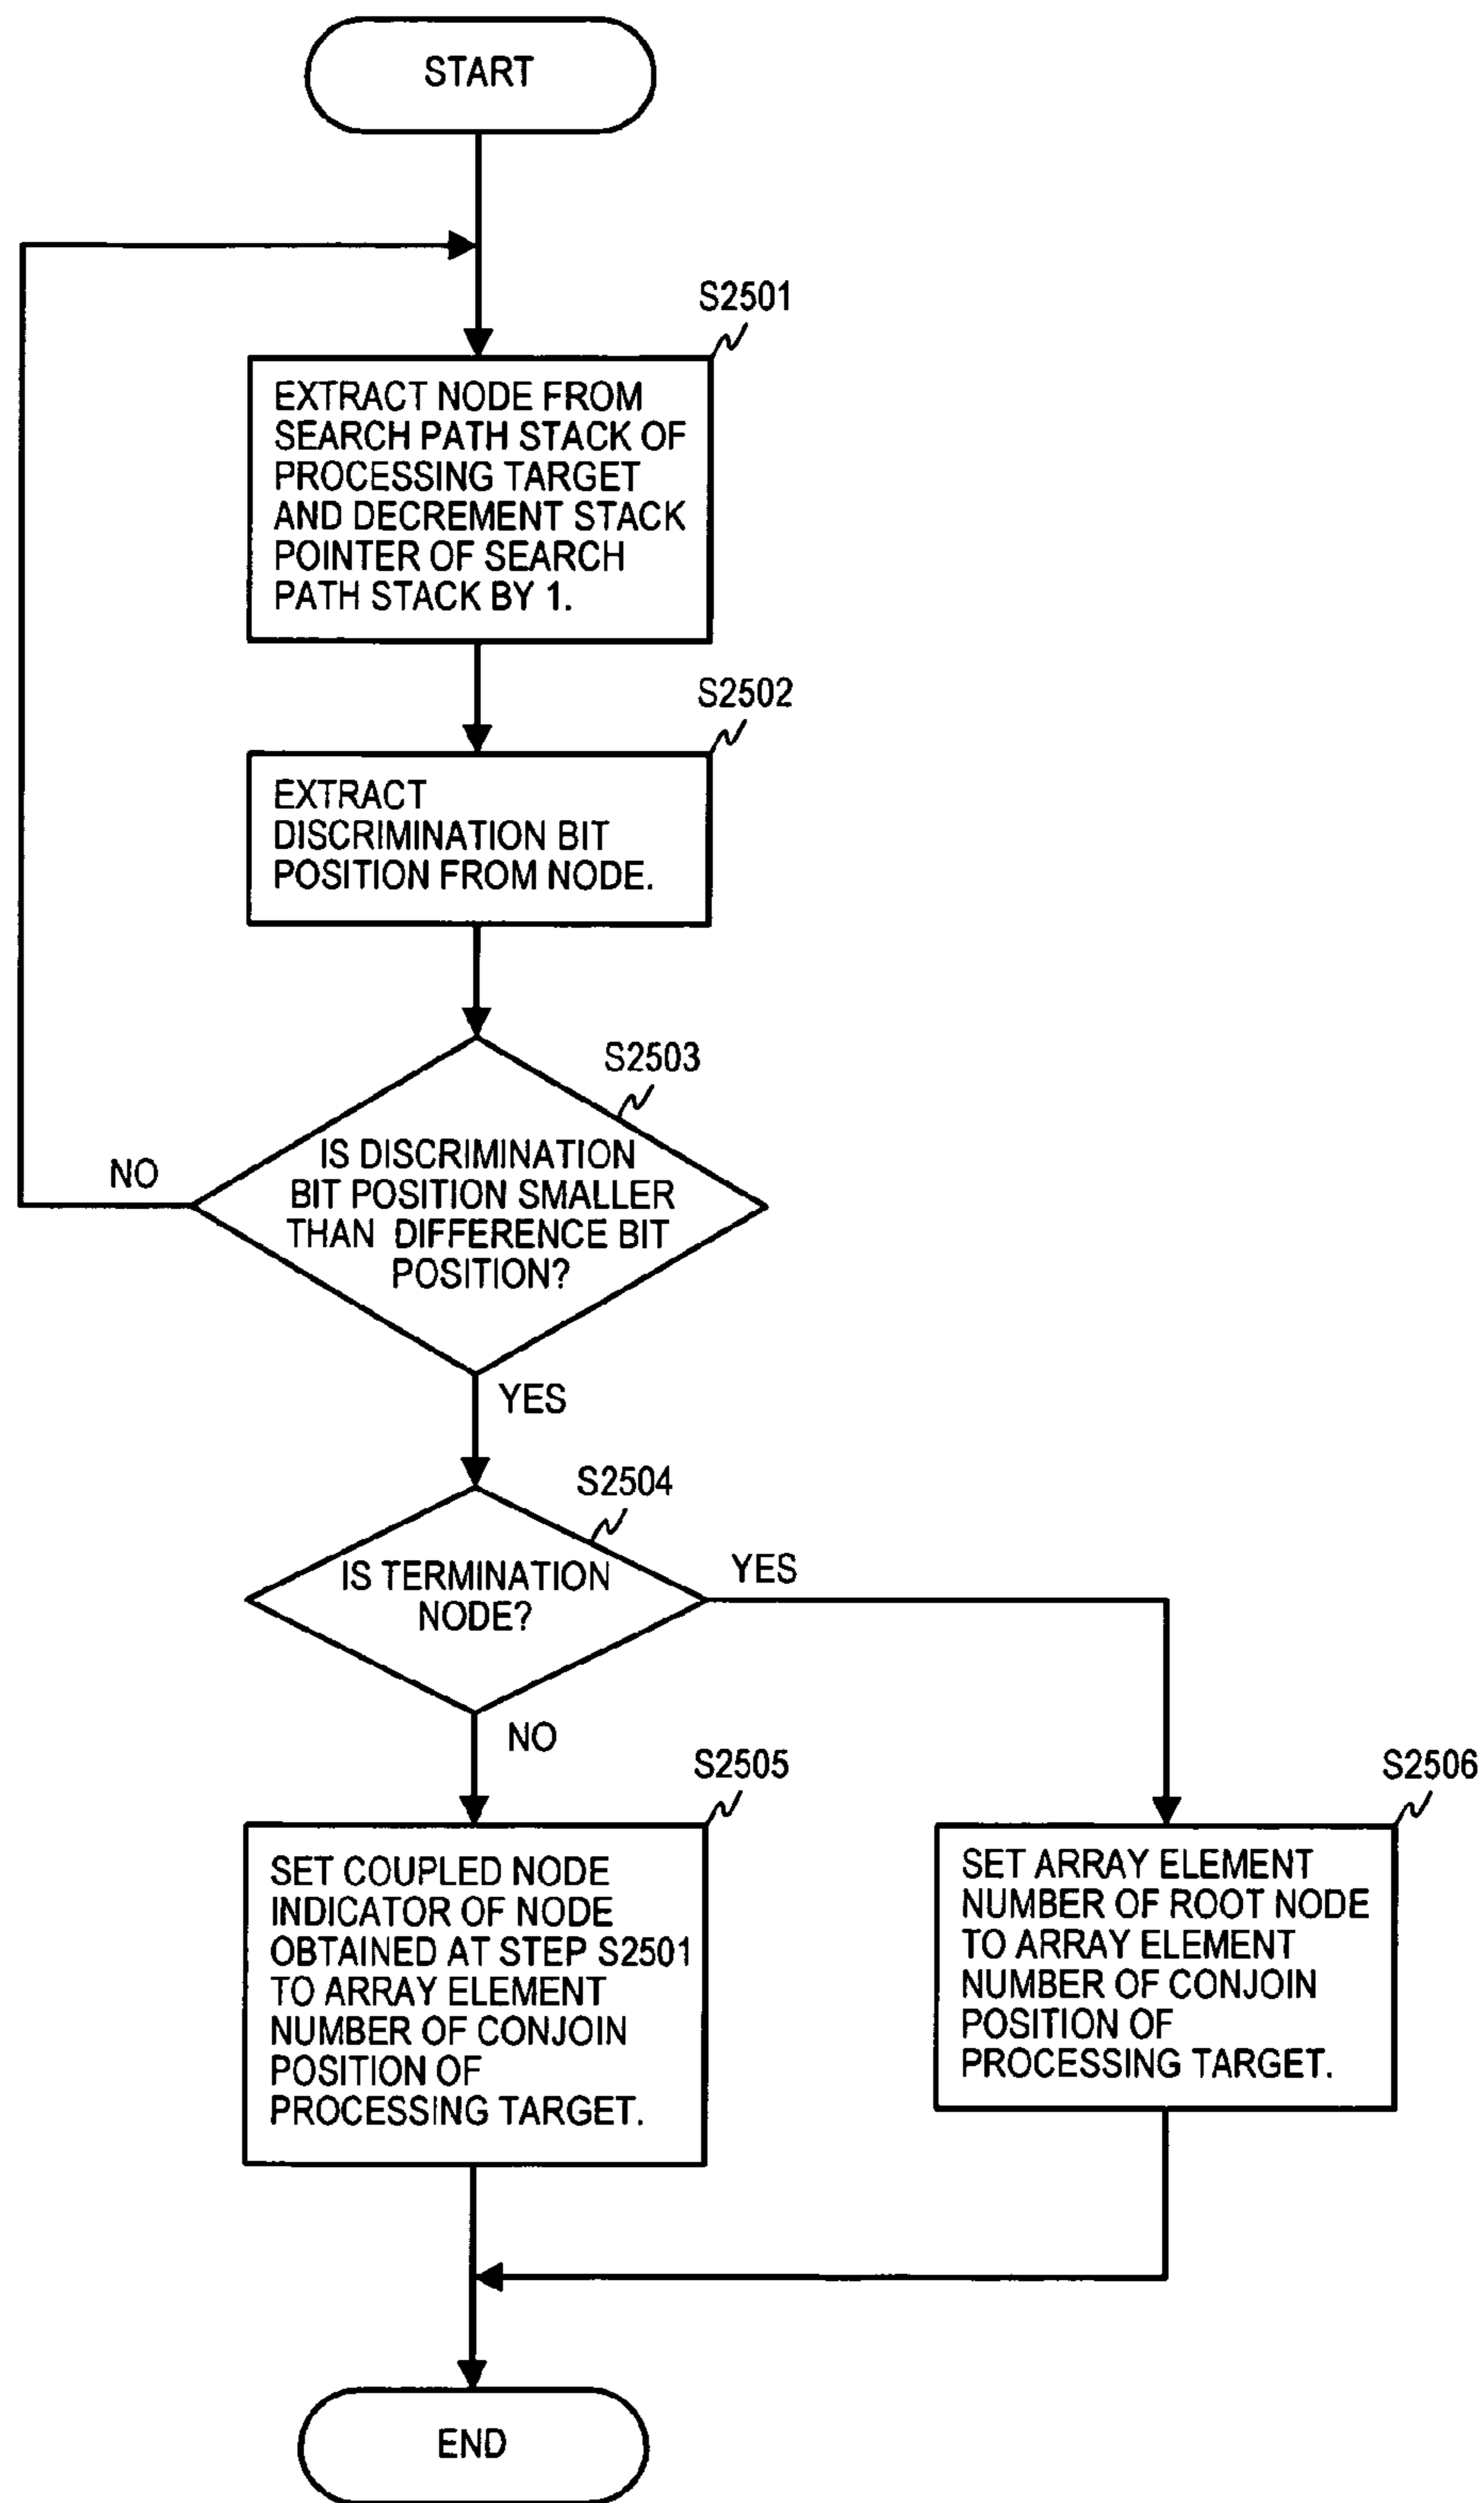 START
S2501
EXTRACT NODE FROM
SEARCH PATH STACK OF
PROCESSING TARGET
AND DECREMENT STACK
POINTER OF SEARCH
PATH STACK BY 1.
S2502
EXTRACT
DISCRIMINATION BIT
POSITION FROM NODE.
S2503
IS DISCRIMINATION
BIT POSITION SMALLER
THAN DIFFERENCE BIT
POSITION?
NO
YES
S2504
IS TERMINATION
NODE?
YES
NO
S2505
SET COUPLED NODE
INDICATOR OF NODE
OBTAINED AT STEP S2501
TO ARRAY ELEMENT
NUMBER OF CONJOIN
POSITION OF
PROCESSING TARGET.
S2506
SET ARRAY ELEMENT
NUMBER OF ROOT NODE
TO ARRAY ELEMENT
NUMBER OF CONJOIN
POSITION OF
PROCESSING TARGET.
END